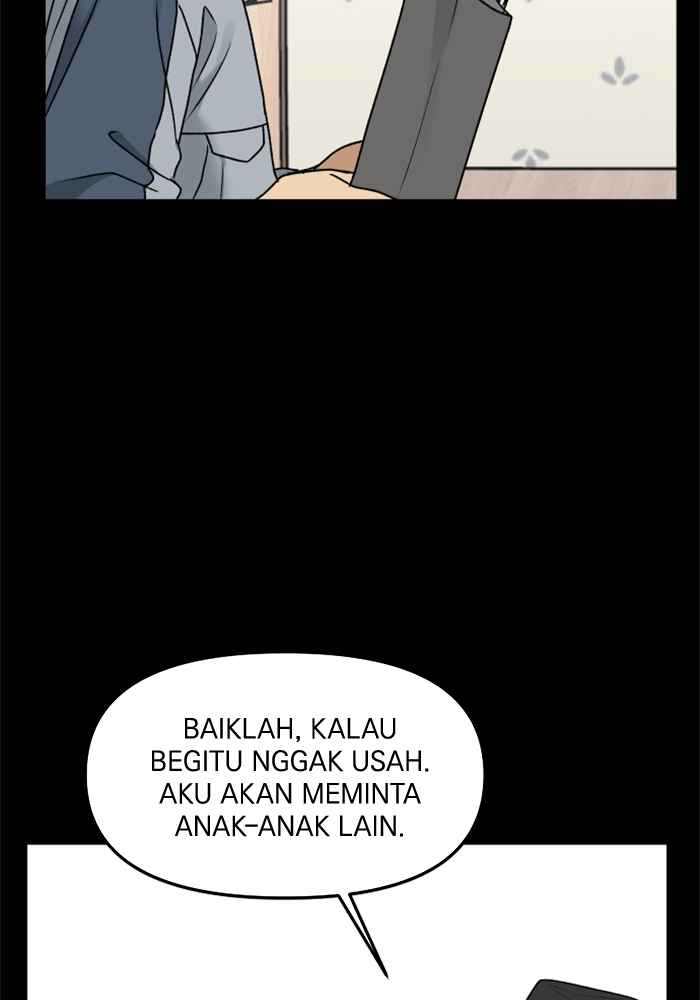 BAIKLAH, KALAU
BEGITU NGGAK USAH.
AKU AKAN MEMINTA
ANAK-ANAK LAIN.